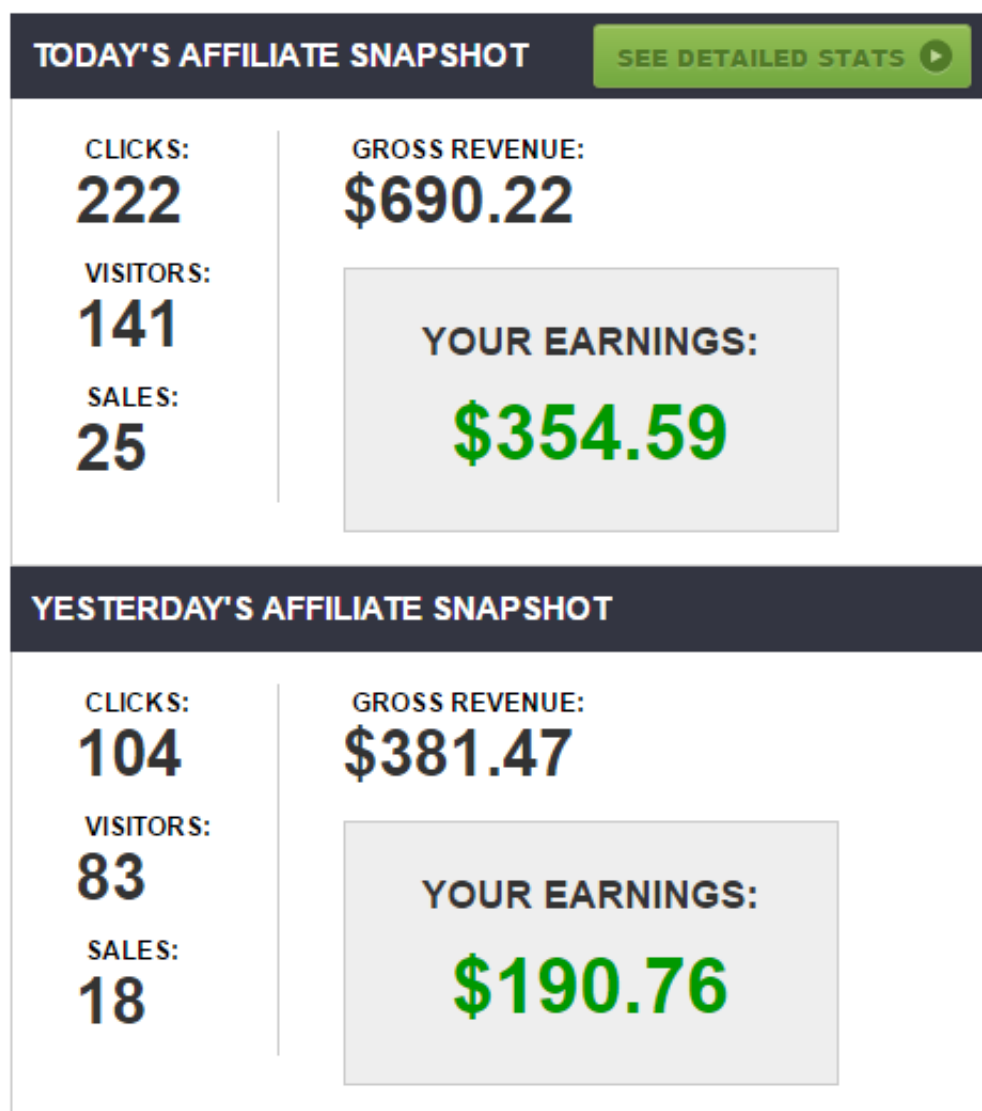 TODAY'S AFFILIATE SNAPSHOT SEE DETAILED STATS
CLICKS: GROSS REVENUE:
222 $690.22
VISITORS:
141
YOUR EARNINGS:
SALES:
25
$354.59
YESTERDAY'S AFFILIATE SNAPSHOT
CLICKS: GROSS REVENUE:
104 $381.47
VISITORS:
83
YOUR EARNINGS:
SALES:
18
$190.76